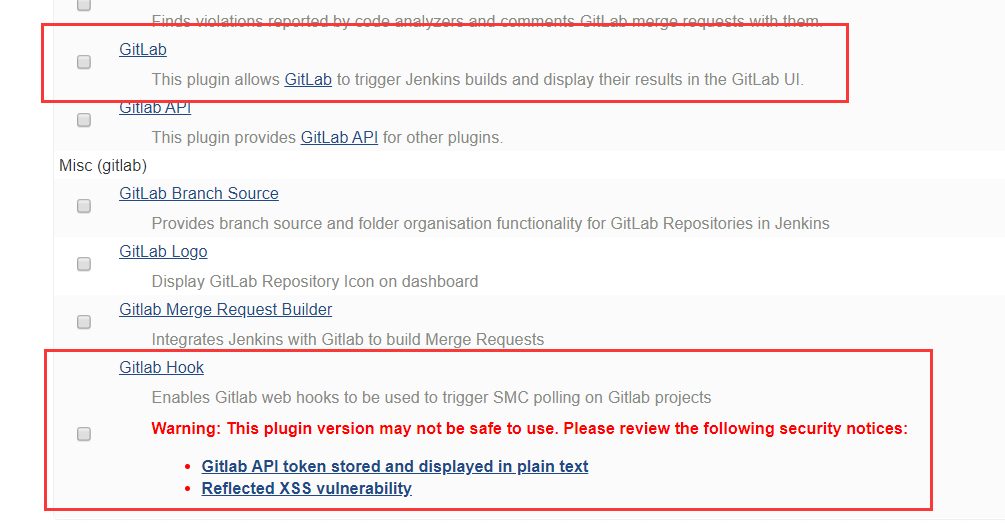 Finds violations reported by code analyzers and comments GitLab merge requests with them.
GitLab
This plugin allows GitLab to trigger Jenkins builds and display their results in the GitLab UI.
Gitlab API
This plugin provides GitLab API for other plugins.
Misc (gitlab)
GitLab Branch Source
Provides branch source and folder organisation functionality for GitLab Repositories in Jenkins
GitLab Logo
Display GitLab Repository Icon on dashboard
Gitlab Merge Request Builder
Integrates Jenkins with Gitlab to build Merge Requests
Gitlab Hook
Enables Gitlab web hooks to be used to trigger SMC polling on Gitlab projects
Warning: This plugin version may not be safe to use. Please review the following security notices:
• Gitlab API token stored and displayed in plain text
• Reflected XSS vulnerability